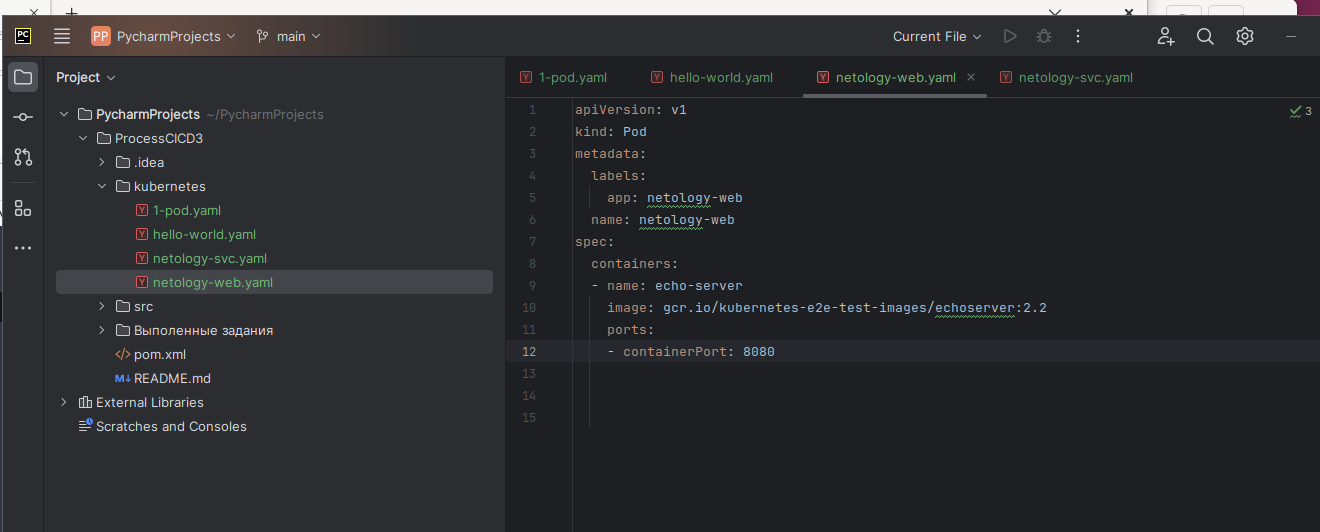 PC PP PycharmProjects main Current File
Project
PycharmProjects ~/PycharmProjects
ProcessCICD3
.idea
kubernetes
1-pod.yaml
hello-world.yaml
netology-svc.yaml
netology-web.yaml
src
Выполенные задания
pom.xml
README.md
External Libraries
Scratches and Consoles
1-pod.yaml hello-world.yaml netology-web.yaml netology-svc.yaml
3
1 apiVersion: v1
2 kind: Pod
3 metadata:
4 labels:
5 app: netology-web
6 name: netology-web
7 spec:
8 containers:
9 - name: echo-server
10 image: gcr.io/kubernetes-e2e-test-images/echoserver:2.2
11 ports:
12 - containerPort: 8080
13
14
15